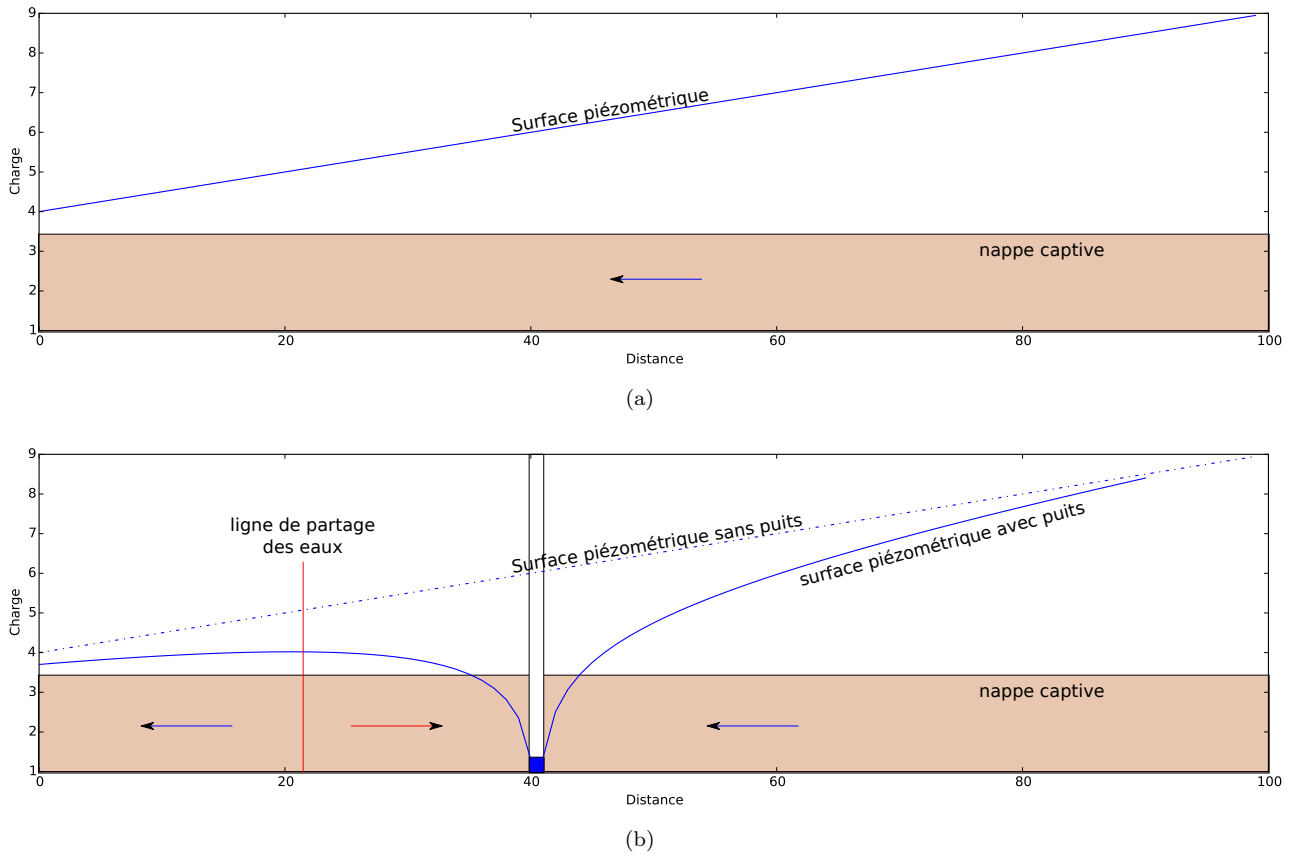 9
8
7
6
5
4
3
2
1
Charge
Surface piézométrique
nappe captive
0 20 40 60 80 100
Distance
(a)
9
8
7
6
5
4
3
2
1
Charge
ligne de partage
des eaux
Surface piézométrique sans puits
surface piézométrique avec puits
nappe captive
0 20 40 60 80 100
Distance
(b)